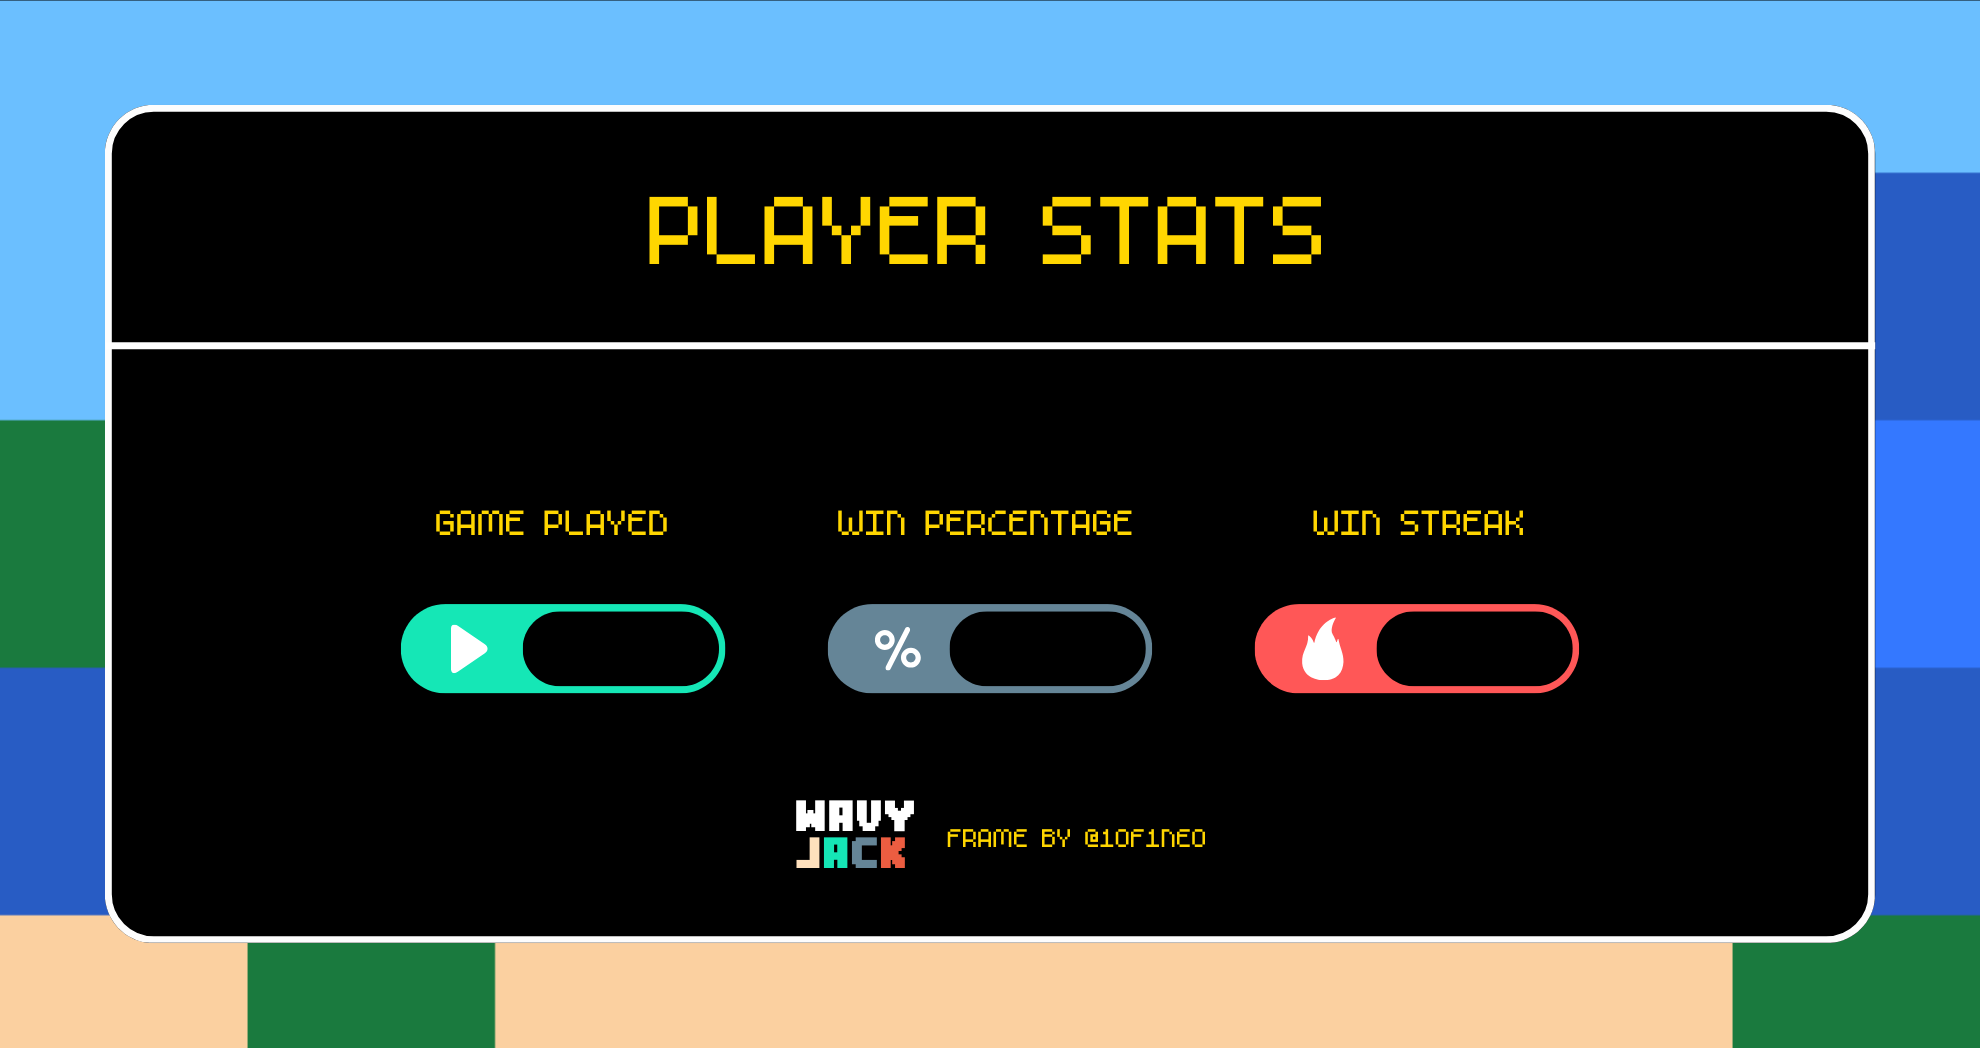 PLAYER STATS
GAME PLAYED
WIN PERCENTAGE
WIN STREAK
%
WAVY
JACK
FRAME BY @1OF1NEO